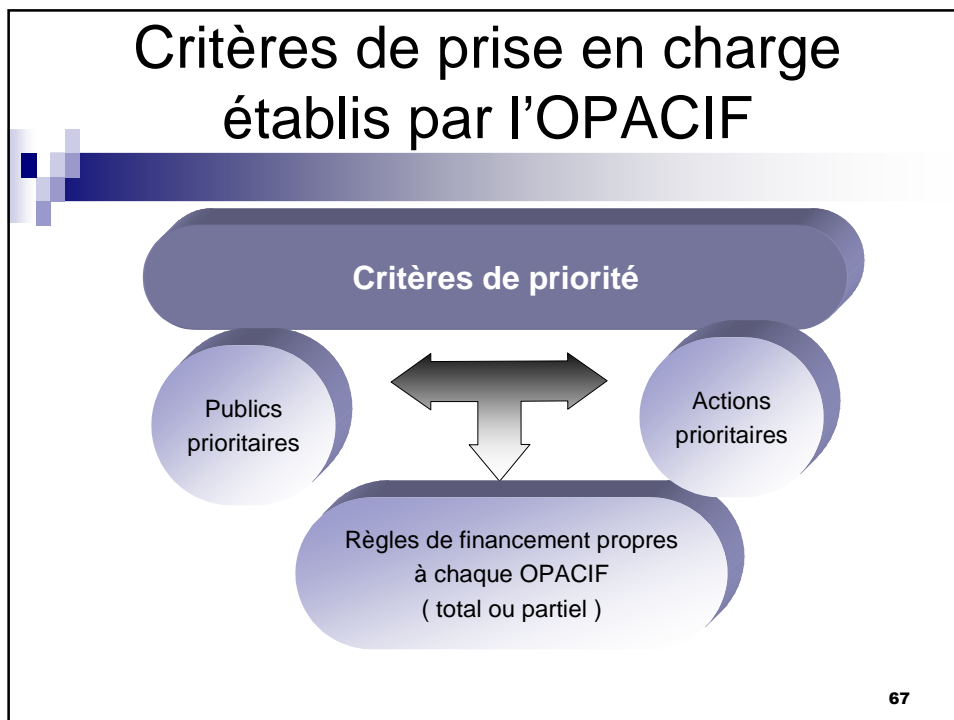 Critères de prise en charge
établis par l’OPACIF
Critères de priorité
Publics
prioritaires
Actions
prioritaires
Règles de financement propres
à chaque OPACIF
( total ou partiel )
67